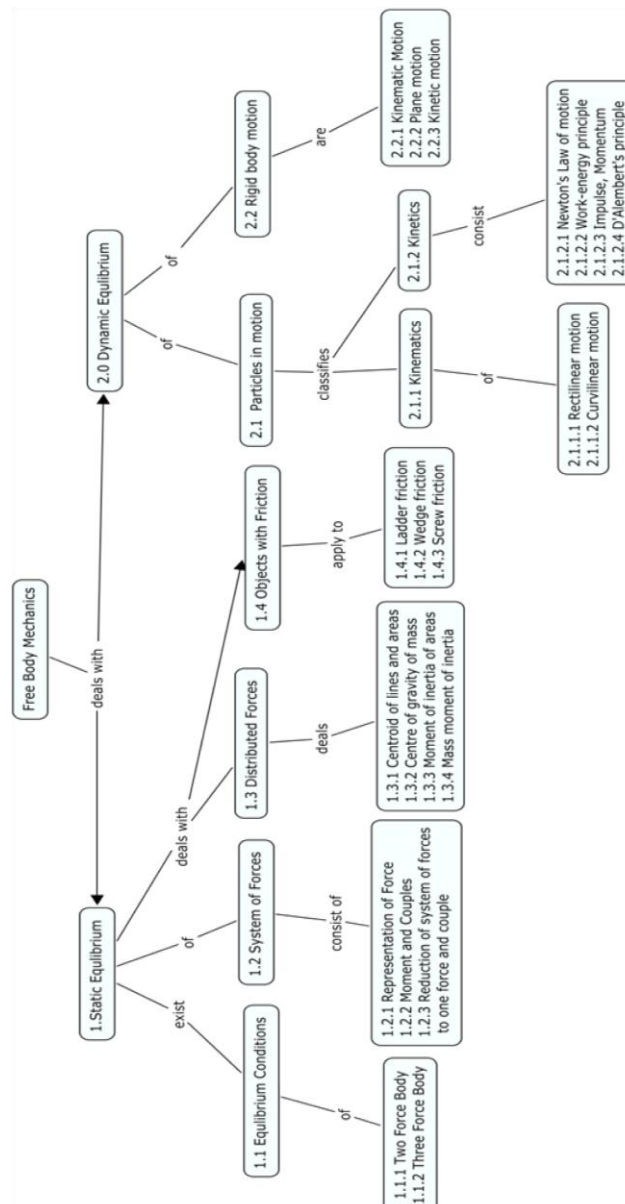 Free Body Mechanics
deals with
1.Static Equlibrium
2.0 Dynamic Equlibrium
exist
of
deals with
of
of
1.1 Equlibrium Conditions
1.2 System of Forces
1.3 Distributed Forces
1.4 Objects with Friction
2.1 Particles in motion
2.2 Rigid body motion
of
consist of
deals
apply to
classifies
are
1.1.1 Two Force Body
1.1.2 Three Force Body
1.2.1 Representation of Force
1.2.2 Moment and Couples
1.2.3 Reduction of system of forces
to one force and couple
1.3.1 Centroid of lines and areas
1.3.2 Centre of gravity of mass
1.3.3 Moment of inertia of areas
1.3.4 Mass moment of inertia
1.4.1 Ladder friction
1.4.2 Wedge friction
1.4.3 Screw friction
2.1.1 Kinematics
2.1.2 Kinetics
2.2.1 Kinematic Motion
2.2.2 Plane motion
2.2.3 Kinetic motion
of
consist
2.1.1.1 Rectilinear motion
2.1.1.2 Curvilinear motion
2.1.2.1 Newton's Law of motion
2.1.2.2 Work-energy principle
2.1.2.3 Impulse, Momentum
2.1.2.4 D'Alembert's principle